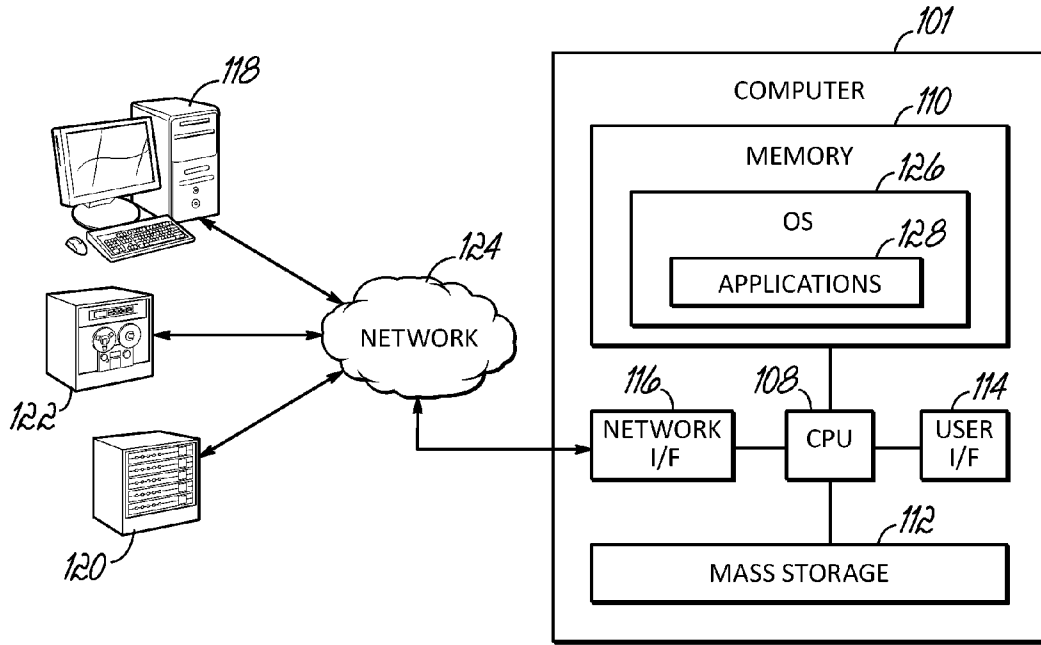 101
118
COMPUTER
110
MEMORY
126
OS
124
128
APPLICATIONS
NETWORK
116
108
114
122
NETWORK
I/F
CPU
USER
I/F
112
120
MASS STORAGE